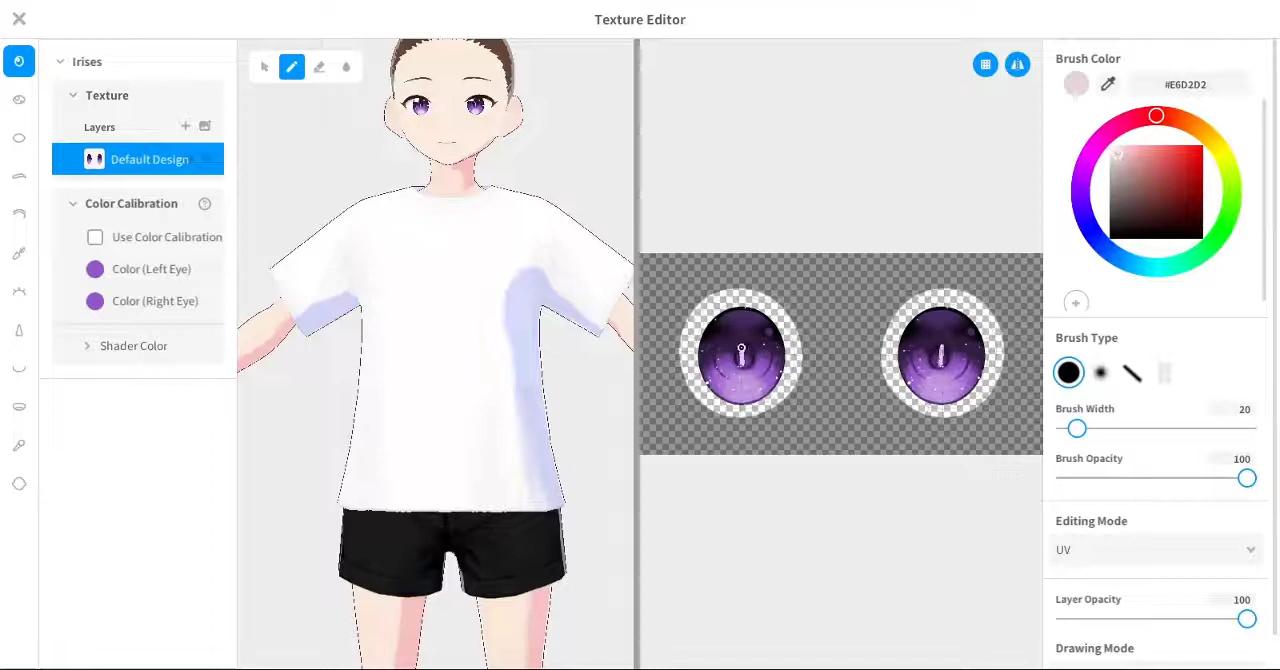 Texture Editor
Irises
Texture
Layers
Default Design
Color Calibration
Use Color Calibration
Color (Left Eye)
Color (Right Eye)
Shader Color
Brush Color
#E6D2D2
Brush Type
Brush Width 20
Brush Opacity 100
Editing Mode
UV
Layer Opacity 100
Drawing Mode